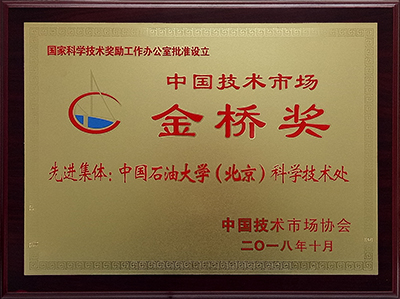 国家科学技术奖励工作办公室批准设立
中国技术市场
金桥奖
先进集体：中国石油大学（北京）科学技术处
中国技术市场协会
二〇一八年十月